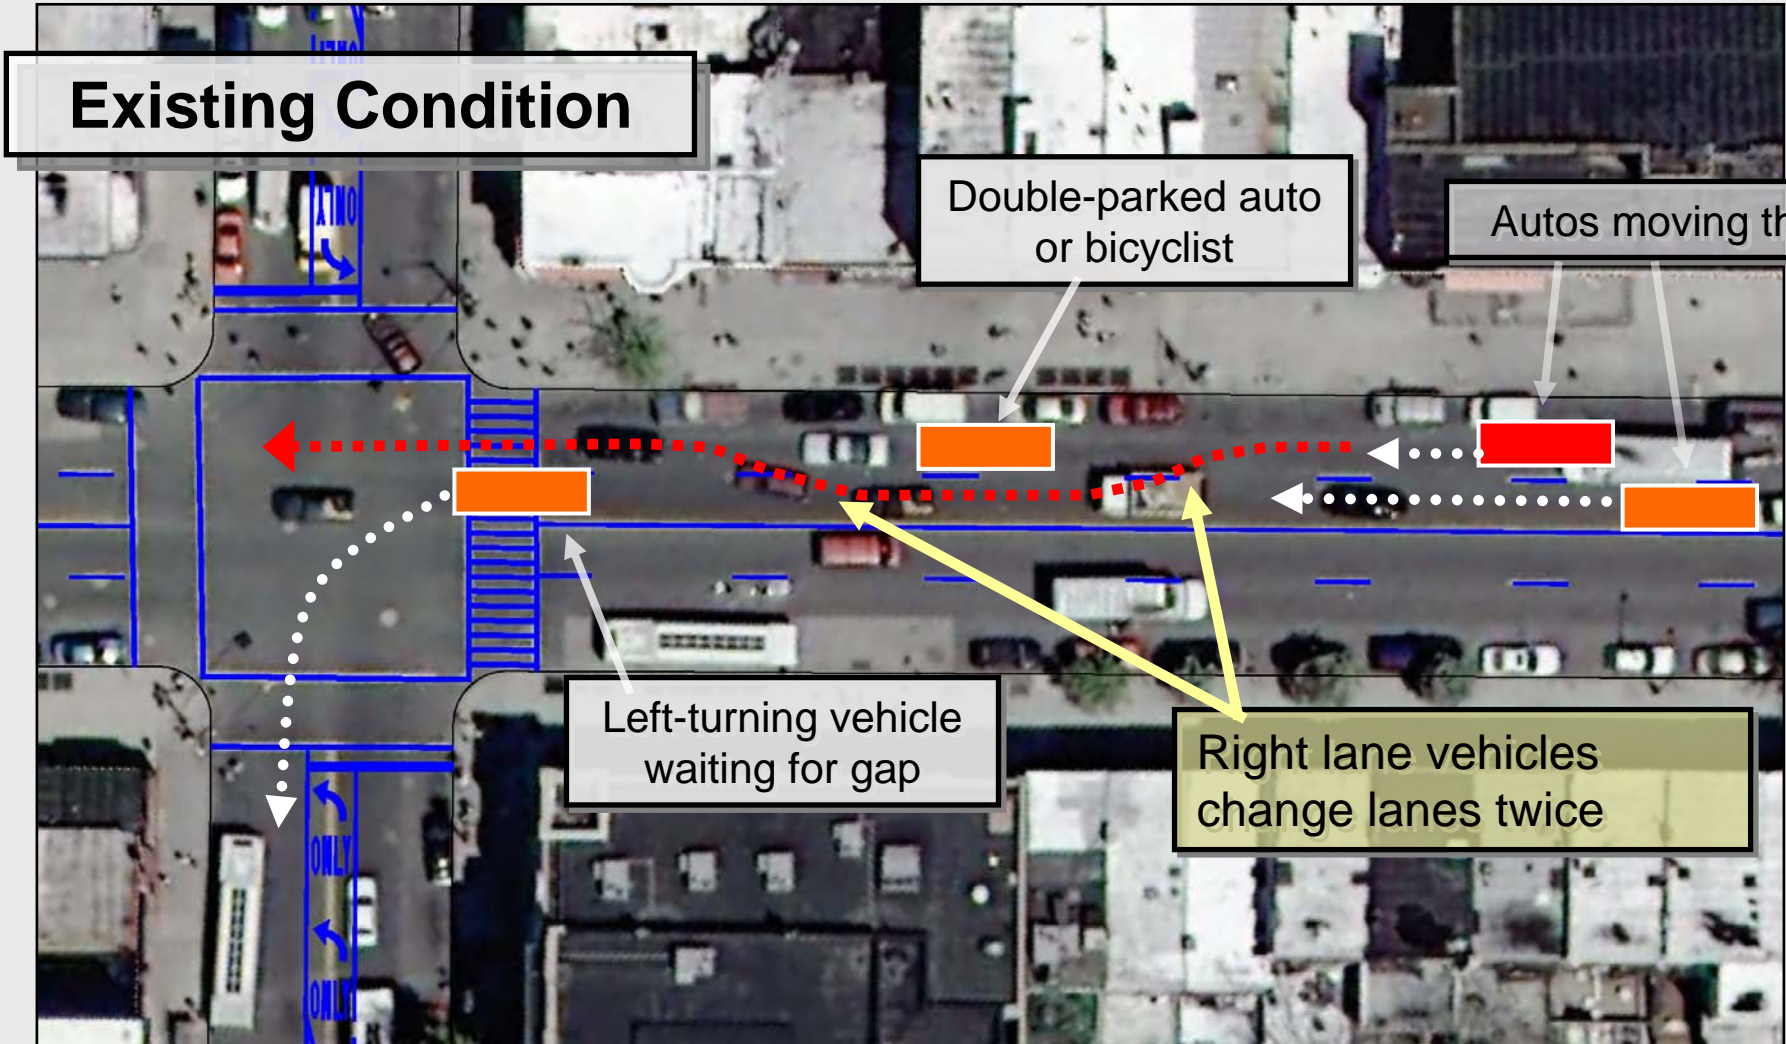 Existing Condition
ONLY
Double-parked auto
or bicyclist
Autos moving
Left-turning vehicle
waiting for gap
Right lane vehicles
change lanes twice
ONLY
ONLY